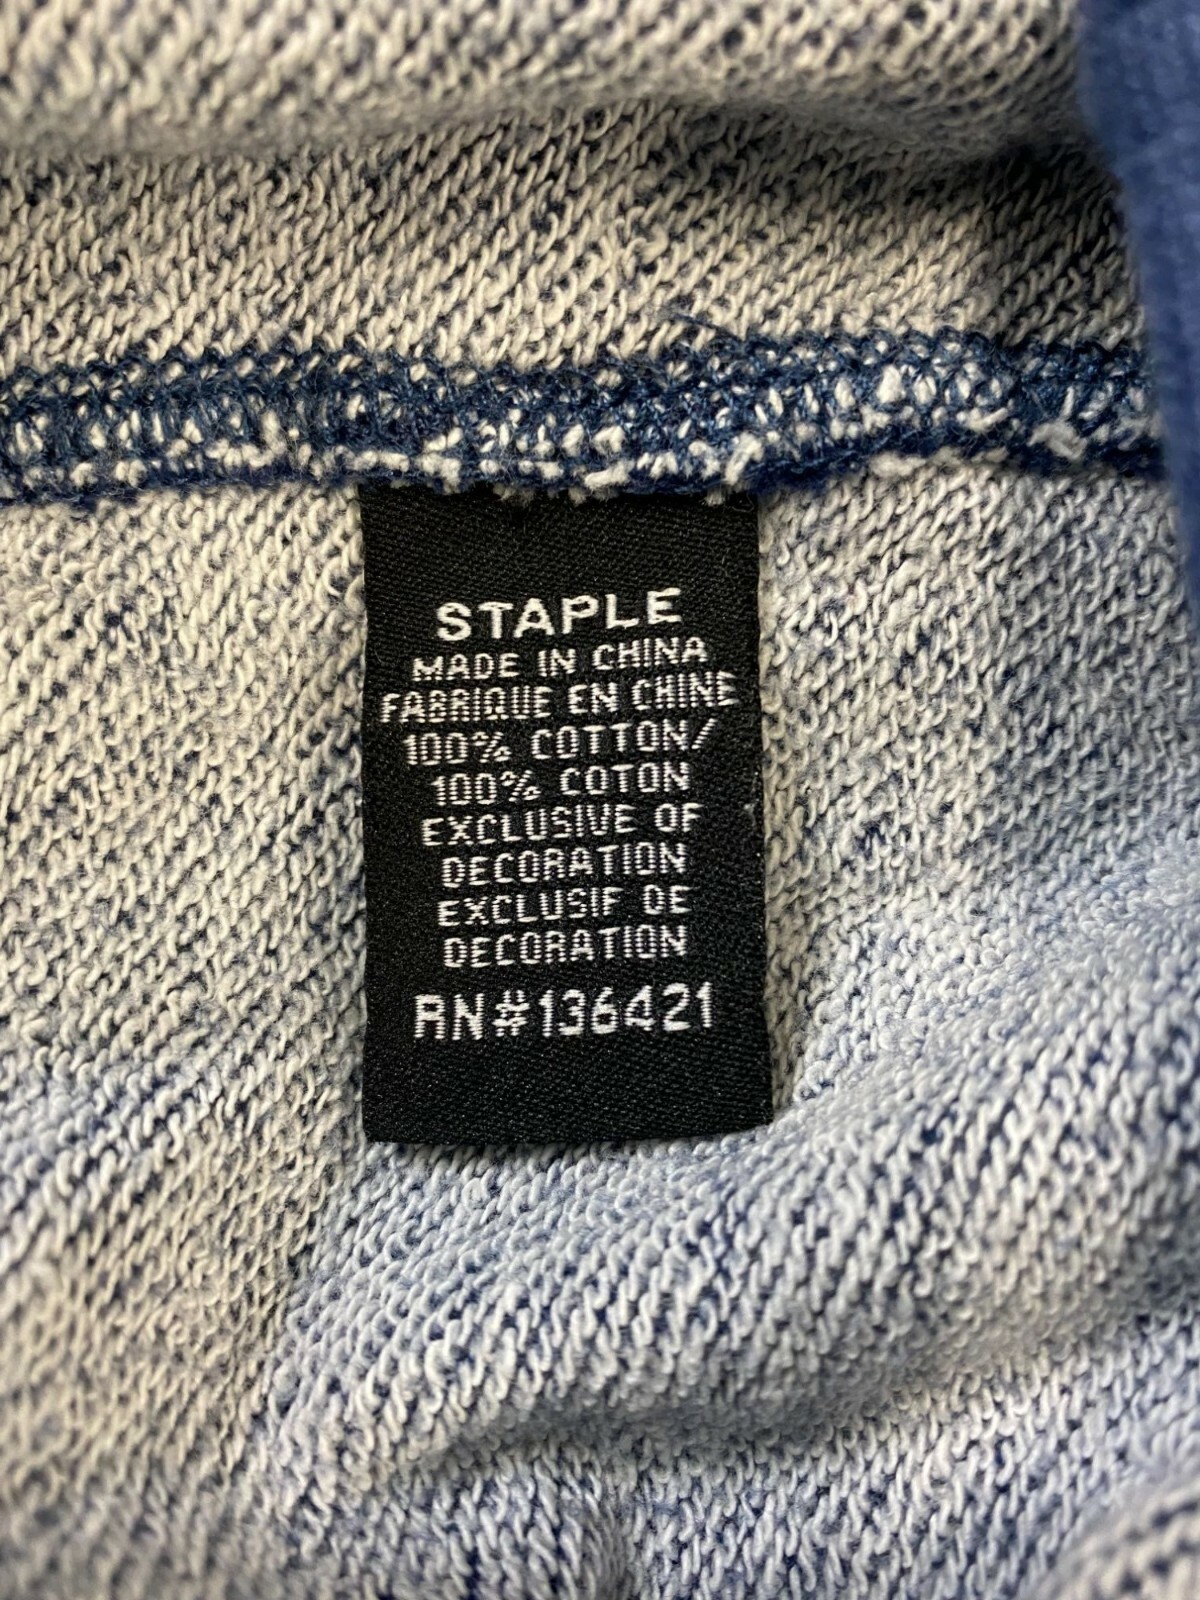 STAPLE
MADE IN CHINA
FABRIQUE EN CHINE
100% COTTON/
100% COTON
EXCLUSIVE OF
DECORATION
EXCLUSIF DE
DECORATION
RN#136421